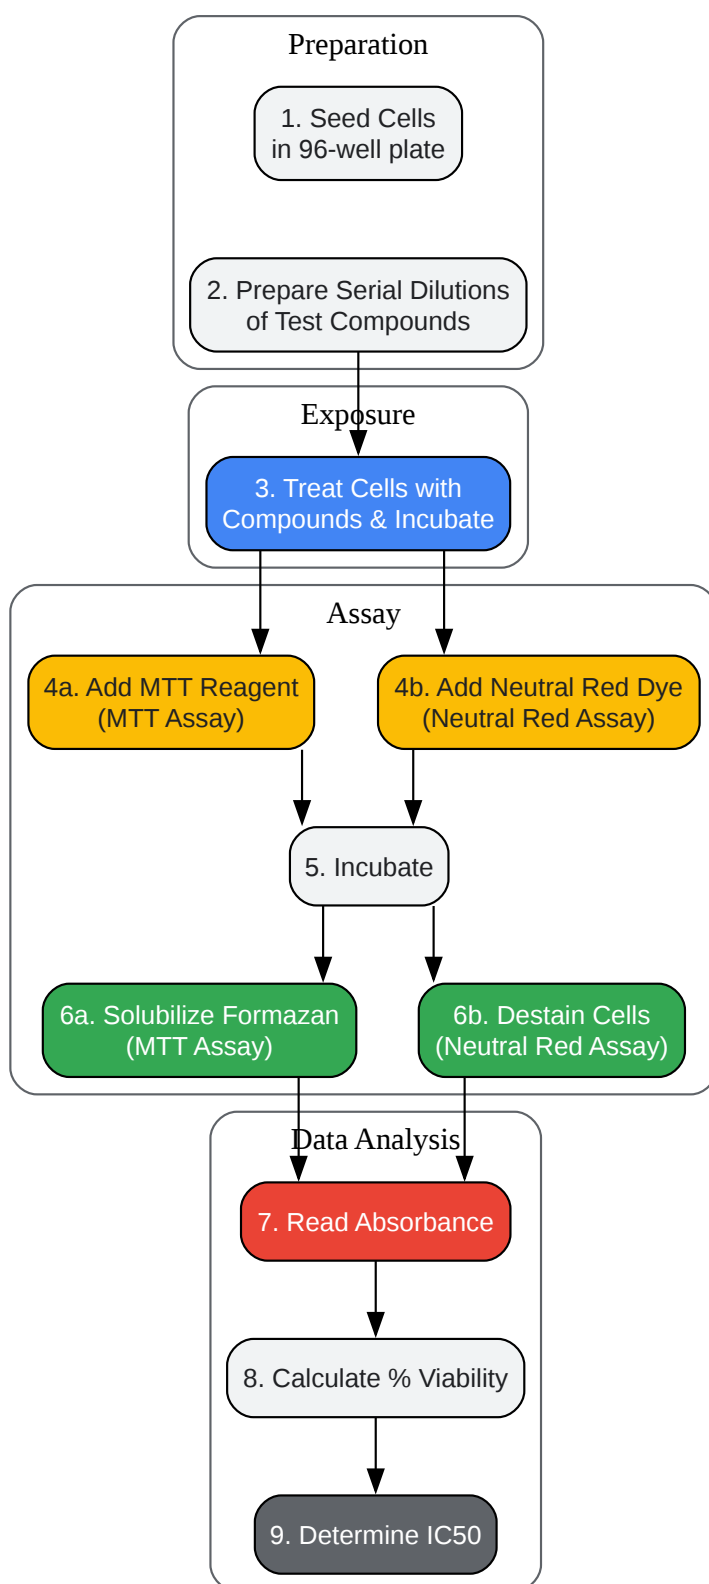 Preparation
1. Seed Cells
in 96-well plate
2. Prepare Serial Dilutions
of Test Compounds
Exposure
3. Treat Cells with
Compounds & Incubate
Assay
4a. Add MTT Reagent
(MTT Assay)
4b. Add Neutral Red Dye
(Neutral Red Assay)
5. Incubate
6a. Solubilize Formazan
(MTT Assay)
6b. Destain Cells
(Neutral Red Assay)
Data Analysis
7. Read Absorbance
8. Calculate % Viability
9. Determine IC50